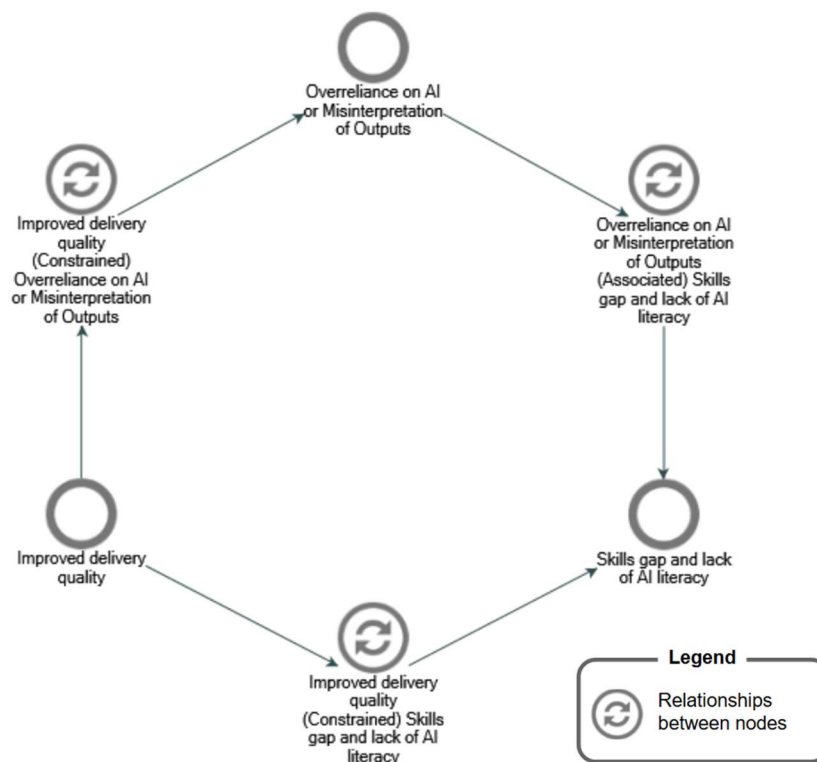 Overreliance on AI
or Misinterpretation
of Outputs
Improved delivery
quality
(Constrained)
Overreliance on AI
or Misinterpretation
of Outputs
Overreliance on AI
or Misinterpretation
of Outputs
(Associated) Skills
gap and lack of AI
literacy
Improved delivery
quality
Skills gap and lack
of AI literacy
Improved delivery
quality
(Constrained) Skills
gap and lack of AI
literacy
Legend
Relationships
between nodes